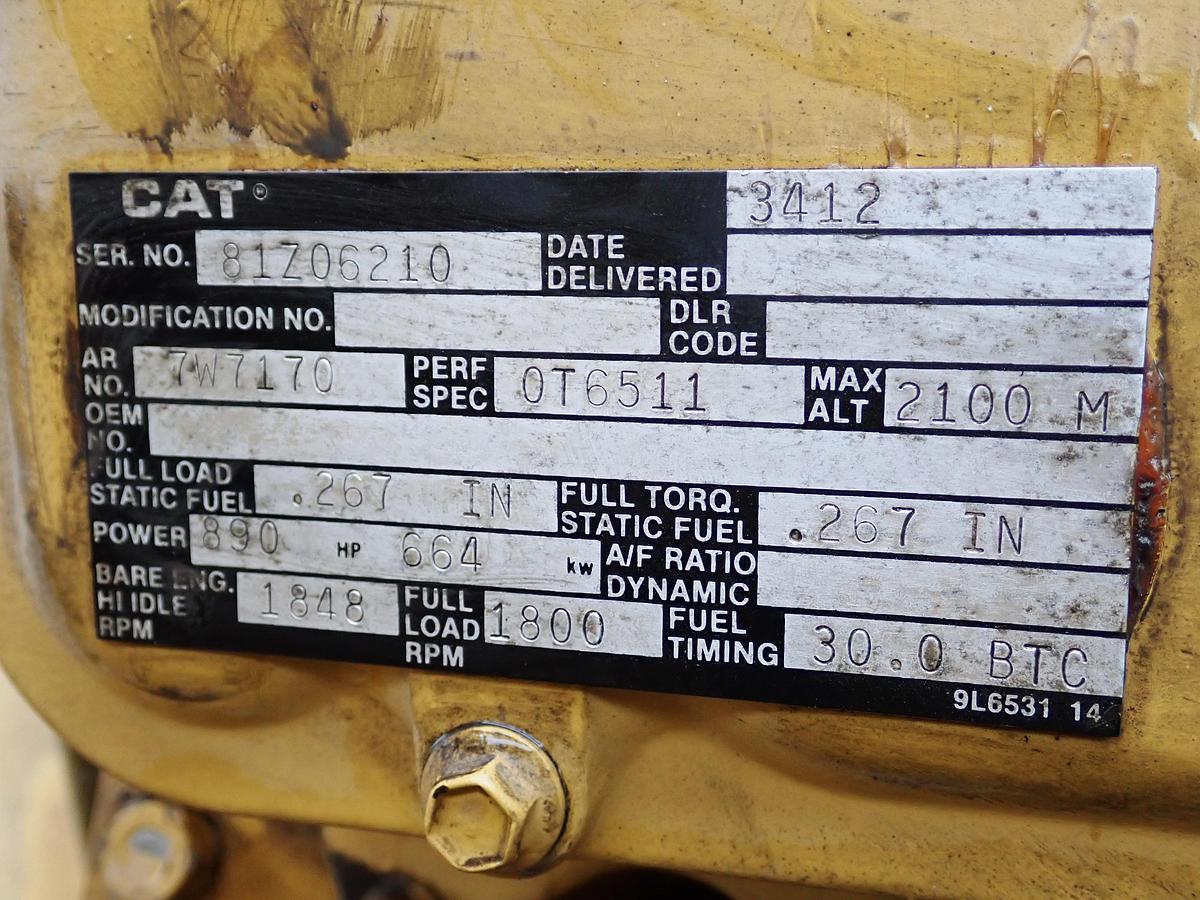 CAT® 3412
SER. NO. 81Z06210 DATE DELIVERED
MODIFICATION NO. DLR CODE
AR NO. 7W7170 PERF SPEC 0T6511 MAX ALT 2100 M
OEM NO.
FULL LOAD STATIC FUEL .267 IN FULL TORQ. STATIC FUEL .267 IN
POWER 890 HP 664 kw A/F RATIO DYNAMIC
BARE ENG. HI IDLE RPM 1848 FULL LOAD RPM 1800 FUEL TIMING 30.0 BTC
9L6531 14